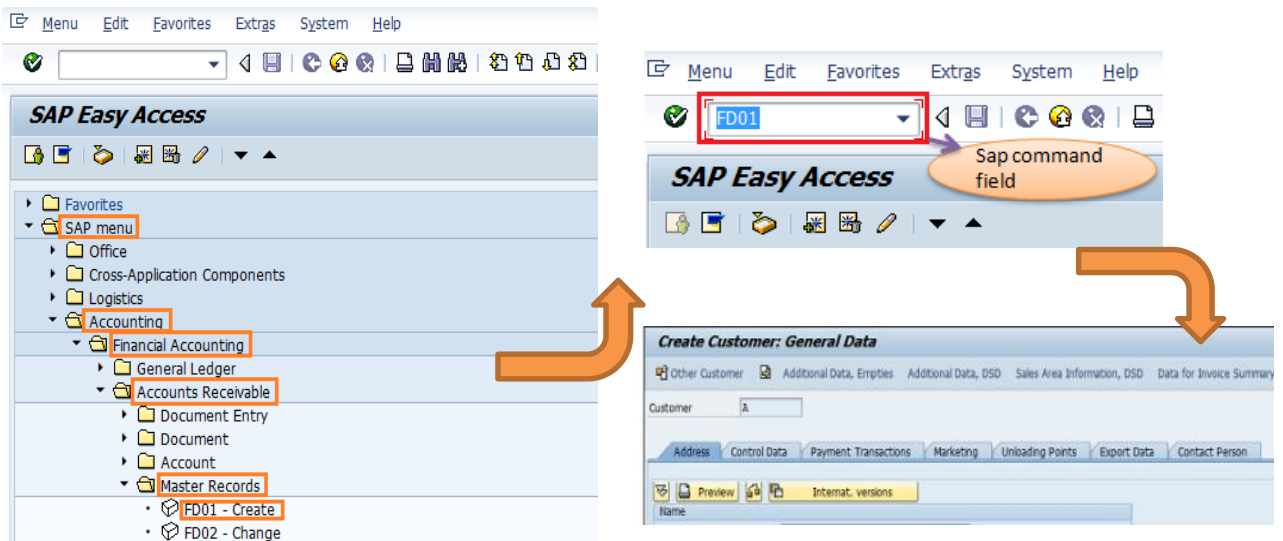 Menu Edit Favorites Extras System Help
SAP Easy Access
Favorites
SAP menu
Office
Cross-Application Components
Logistics
Accounting
Financial Accounting
General Ledger
Accounts Receivable
Document Entry
Document
Account
Master Records
FD01 - Create
FD02 - Change
Menu Edit Favorites Extras System Help
FD01
Sap command
field
SAP Easy Access
Create Customer: General Data
Other Customer Additional Data, Empties Additional Data, DSD Sales Area Information, DSD Data for Invoice Summary
Customer A
Address Control Data Payment Transactions Marketing Unloading Points Export Data Contact Person
Preview Internat. versions
Name